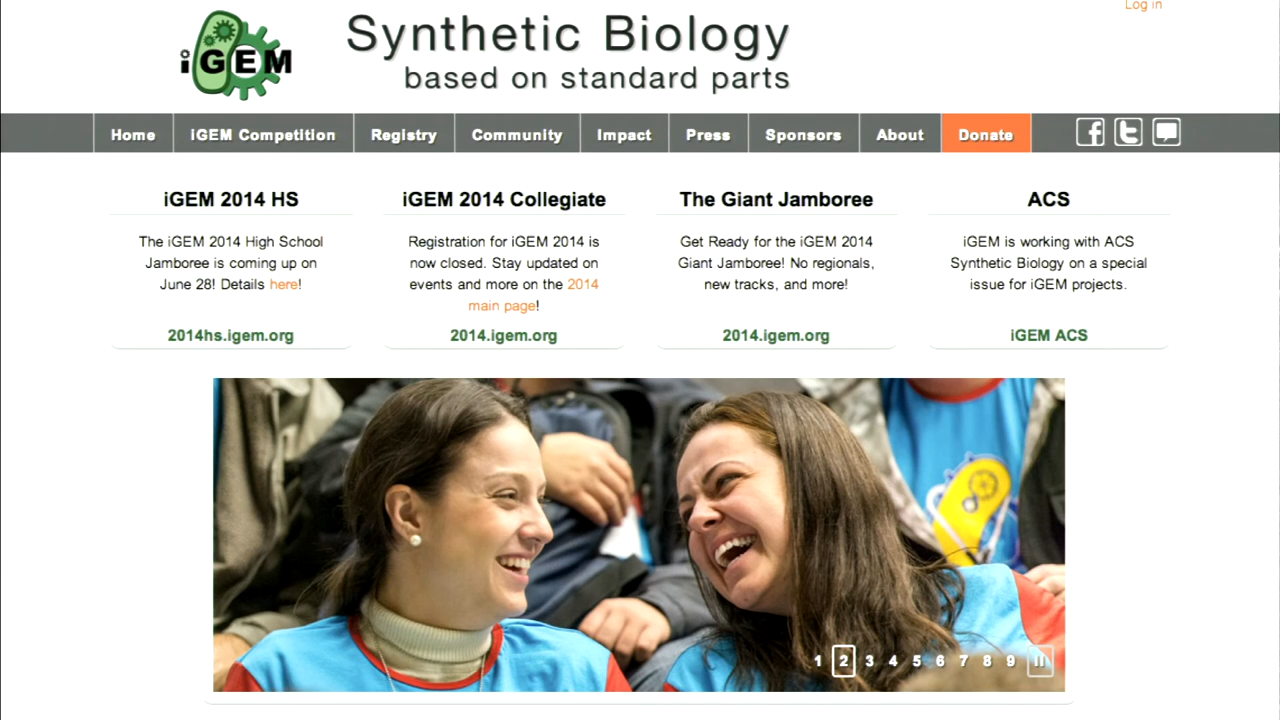 Log in
iGEM
Synthetic Biology
based on standard parts
Home iGEM Competition Registry Community Impact Press Sponsors About Donate
iGEM 2014 HS
The iGEM 2014 High School
Jamboree is coming up on
June 28! Details here!
2014hs.igem.org
iGEM 2014 Collegiate
Registration for iGEM 2014 is
now closed. Stay updated on
events and more on the 2014
main page!
2014.igem.org
The Giant Jamboree
Get Ready for the iGEM 2014
Giant Jamboree! No regionals,
new tracks, and more!
2014.igem.org
ACS
iGEM is working with ACS
Synthetic Biology on a special
issue for iGEM projects.
iGEM ACS
1 2 3 4 5 6 7 8 9